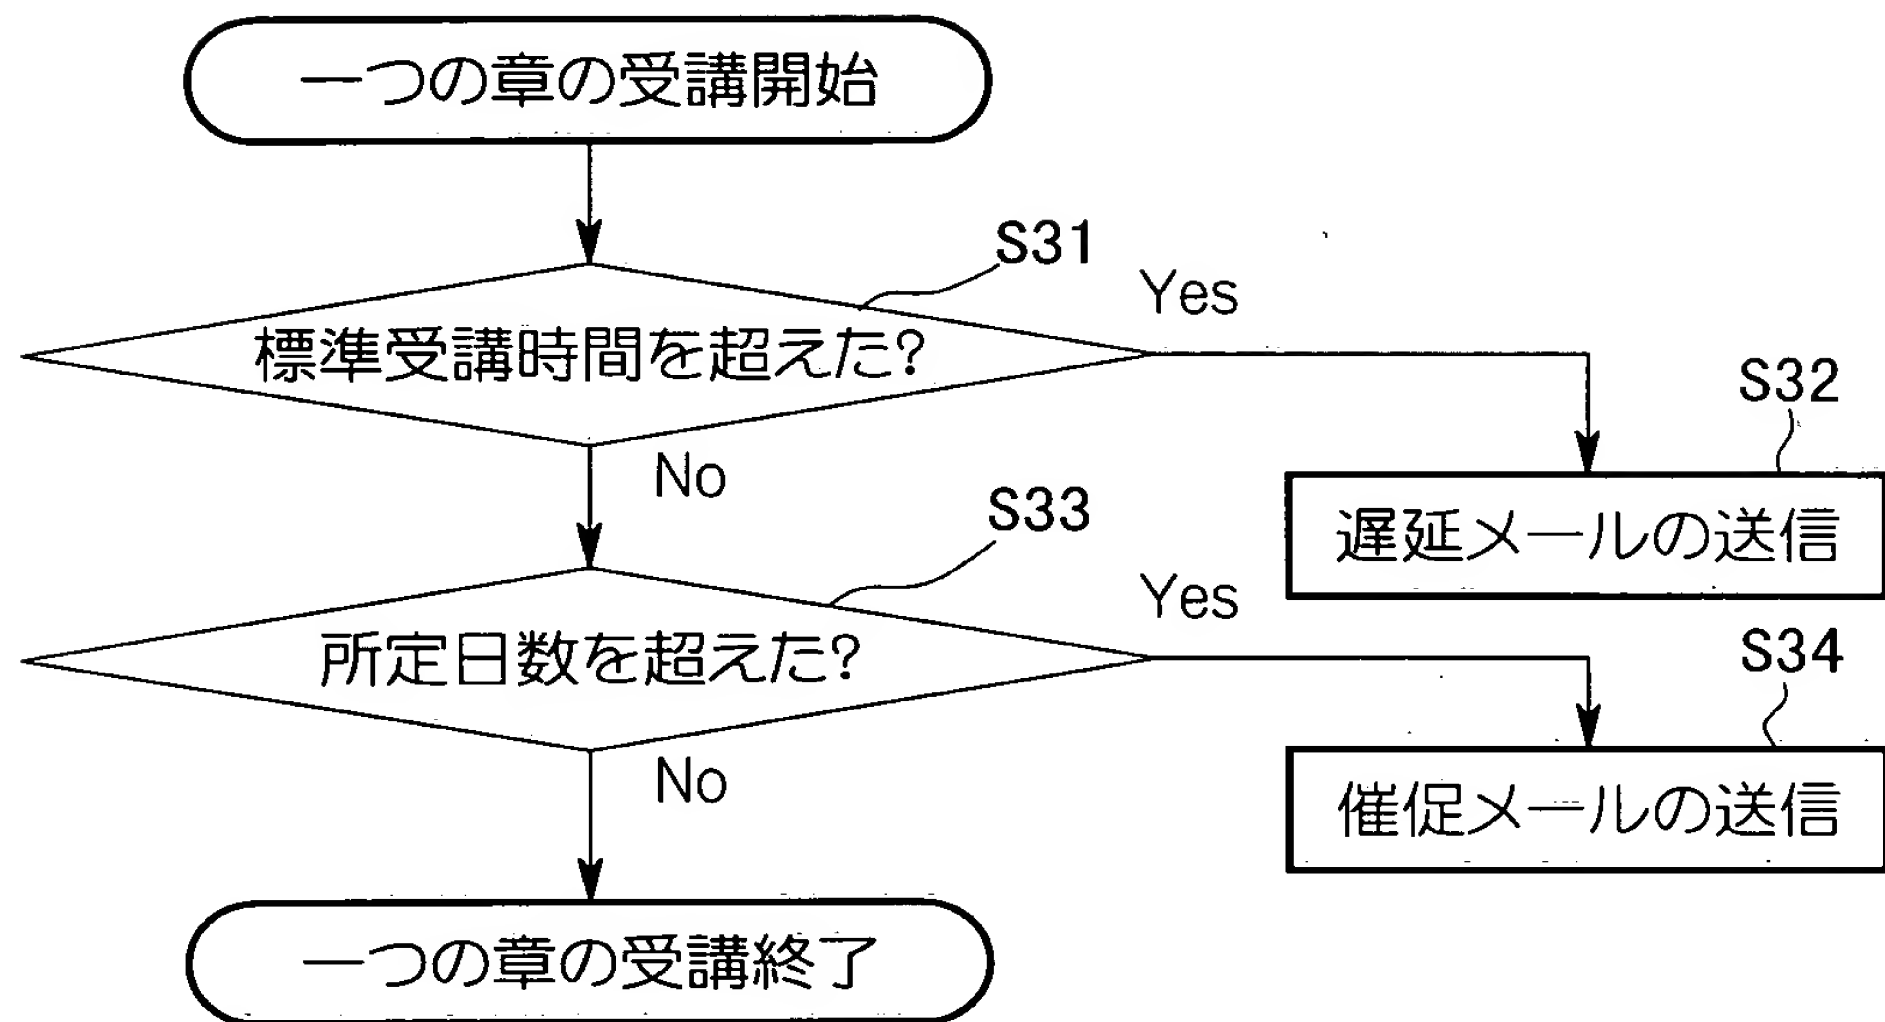 一つの章の受講開始
S31
Yes
標準受講時間を超えた?
S32
No
遅延メールの送信
S33
Yes
所定日数を超えた?
S34
No
催促メールの送信
一つの章の受講終了